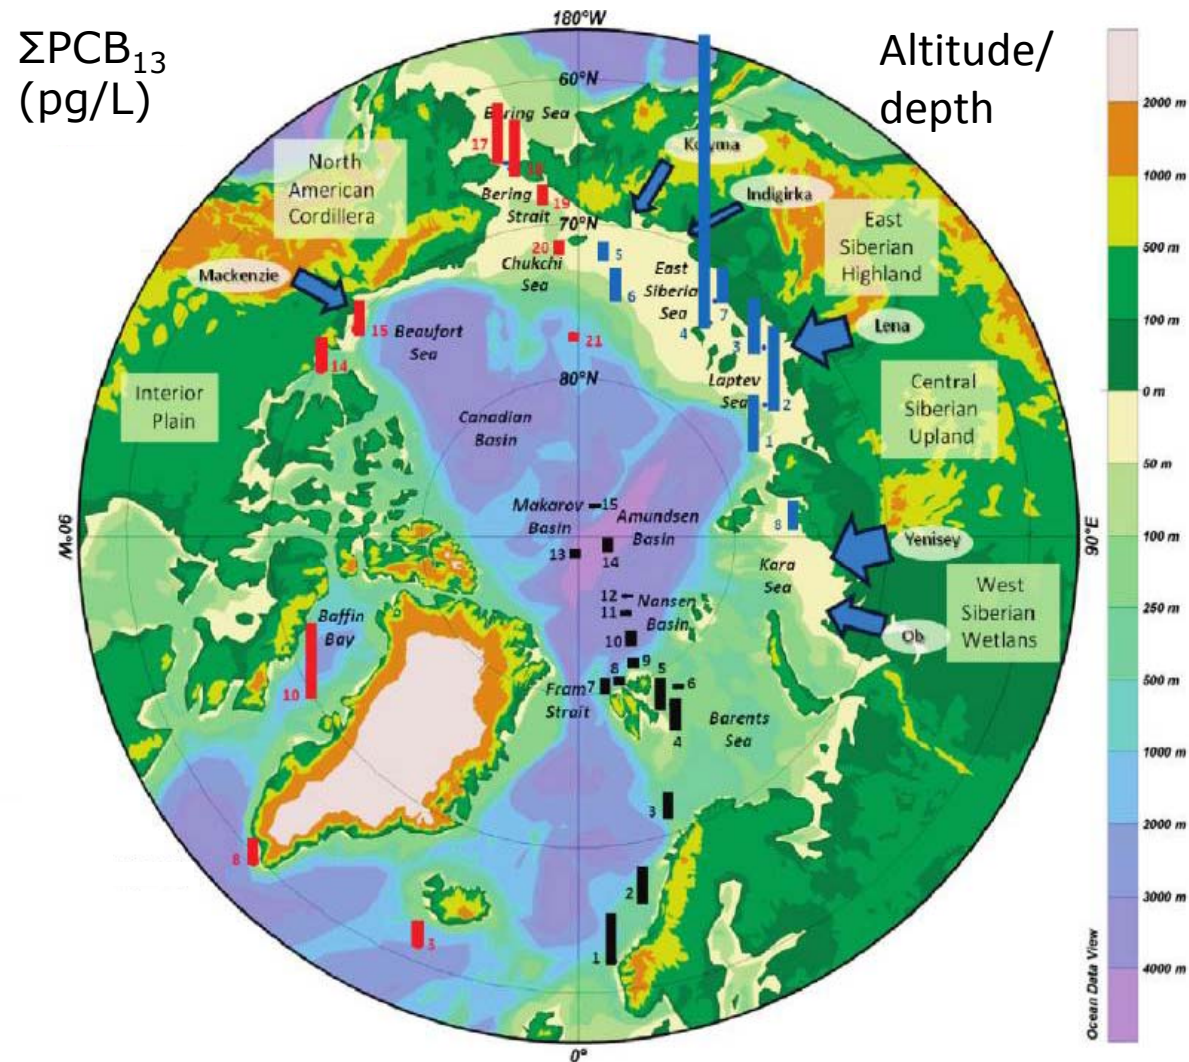 ΣPCB13
(pg/L)
180°W
Altitude/
depth
60°N
Bering Sea
17
18
Kolyma
North
American
Cordillera
Bering
Strait
19
Indigirka
70°N
20
5
Chukchi
Sea
East
Siberian
Highland
East
Siberia
Sea
Mackenzie
6
7
4
15
Beaufort
Sea
21
3
Lena
14
80°N
Laptev
Sea
2
Interior
Plain
Central
Siberian
Upland
Canadian
Basin
1
Makarov
Basin
15
Amundsen
Basin
8
90°W
90°E
13
14
Yenisey
Kara
Sea
12
11
Nansen
Basin
West
Siberian
Wetlans
Baffin
Bay
10
Ob
10
9
8
7
5
6
Fram
Strait
4
Barents
Sea
3
8
2
3
1
0°
2000 m
1000 m
500 m
100 m
0 m
50 m
100 m
250 m
500 m
1000 m
2000 m
3000 m
4000 m
Ocean Data View